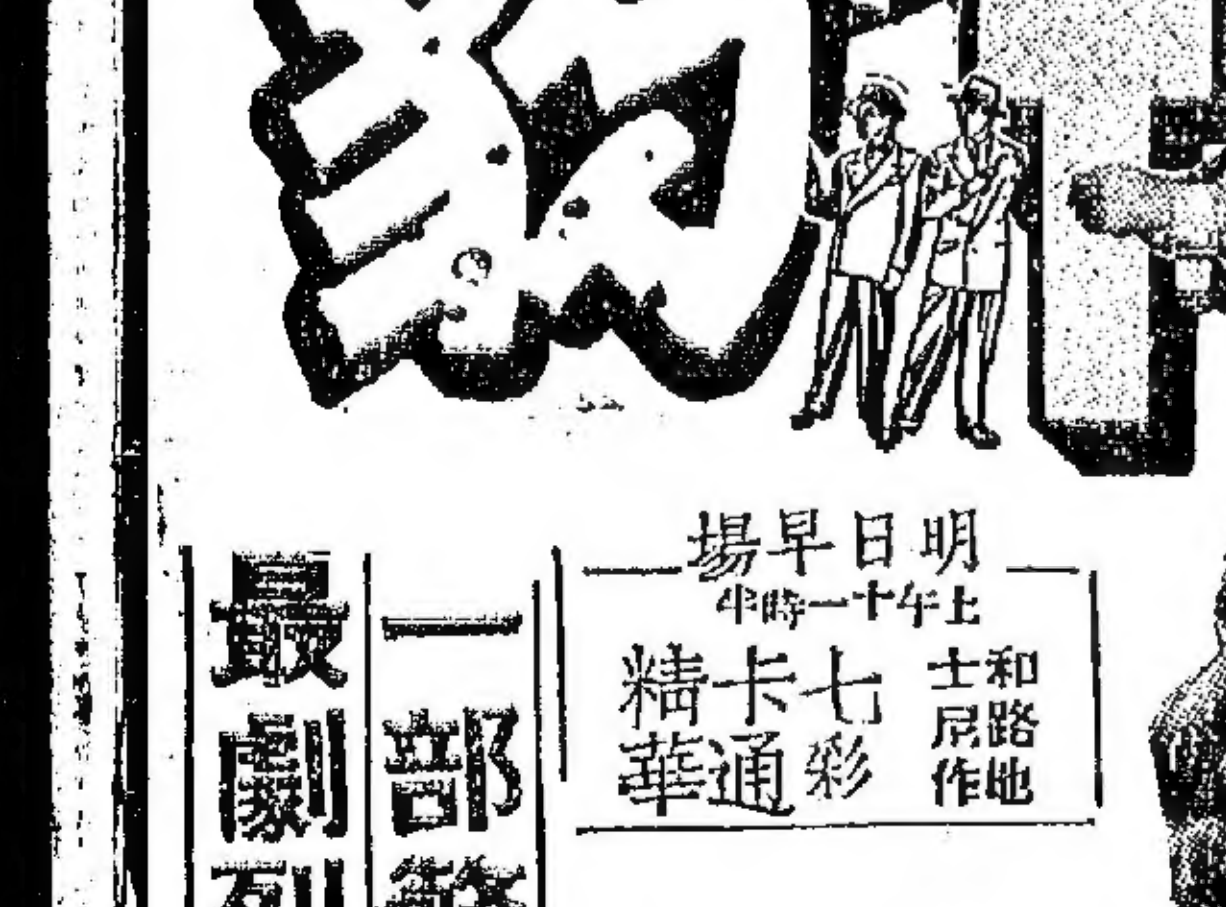 明日早場
上午十一時半
和路地
士尼作
七彩
卡通
精華
一部
最劇烈